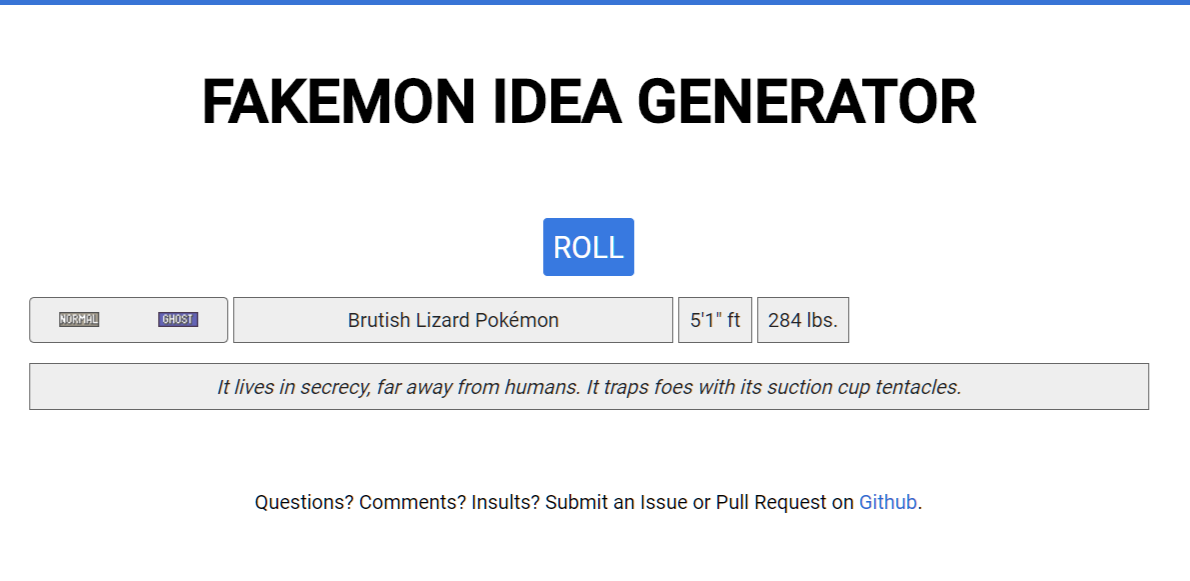 FAKEMON IDEA GENERATOR
ROLL
NORMAL GHOST Brutish Lizard Pokémon 5'1" ft 284 lbs.
It lives in secrecy, far away from humans. It traps foes with its suction cup tentacles.
Questions? Comments? Insults? Submit an Issue or Pull Request on Github.